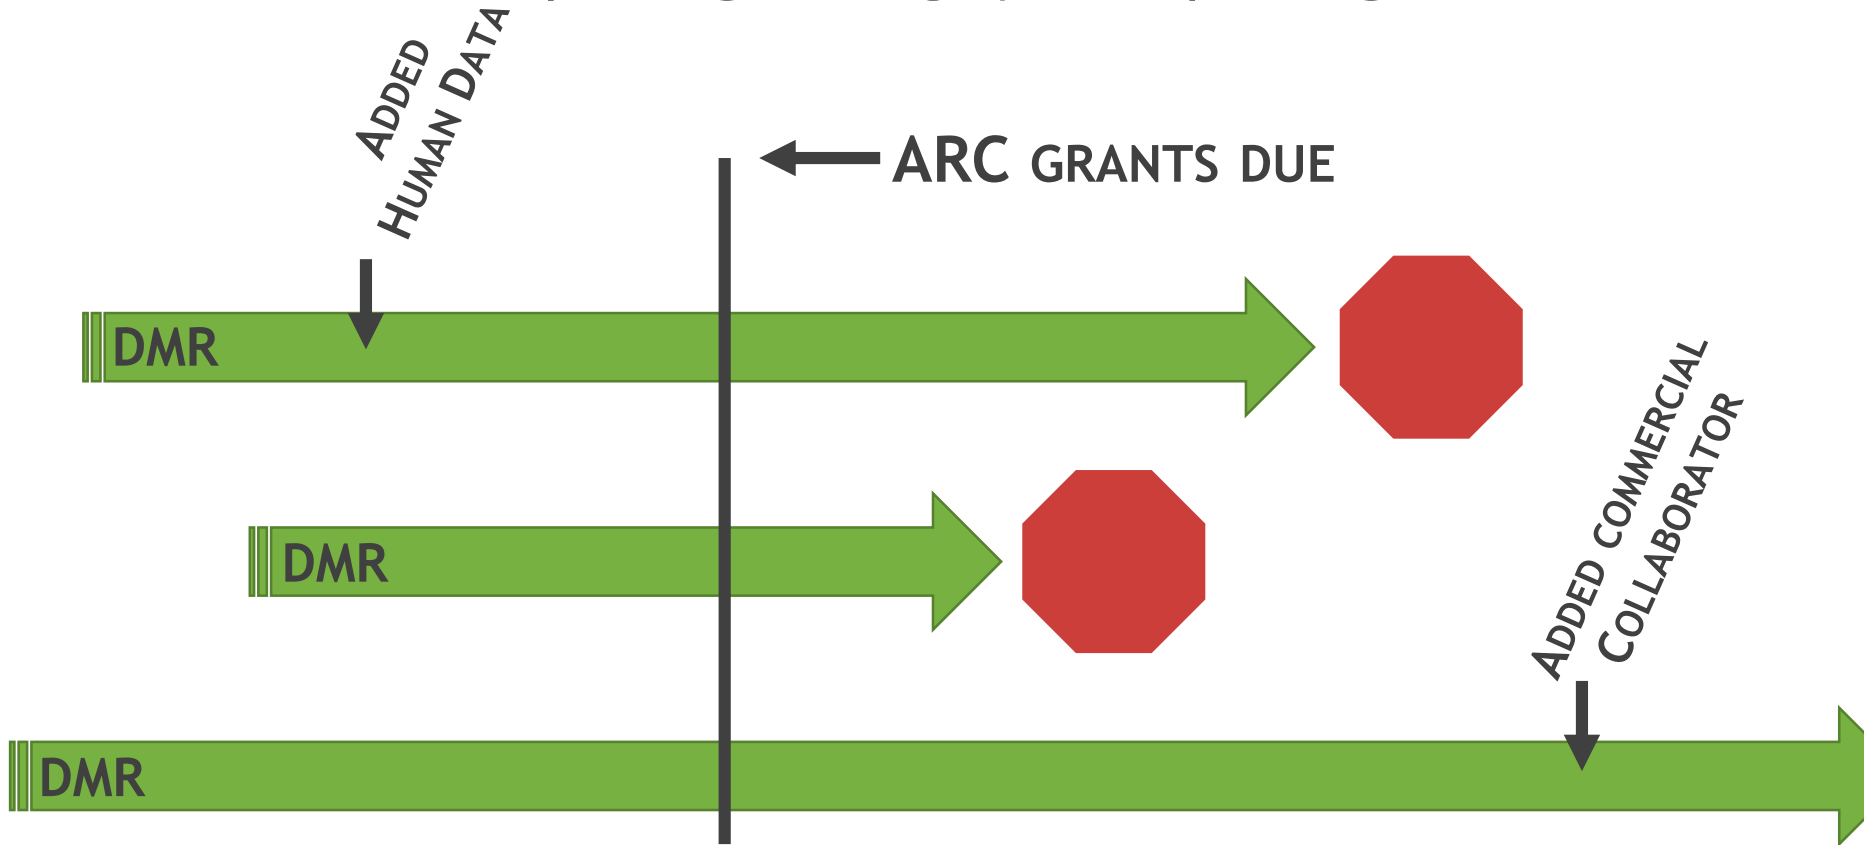 ADDED
HUMAN DATA
ARC GRANTS DUE
DMR
ADDED COMMERCIAL
COLLABORATOR
DMR
DMR